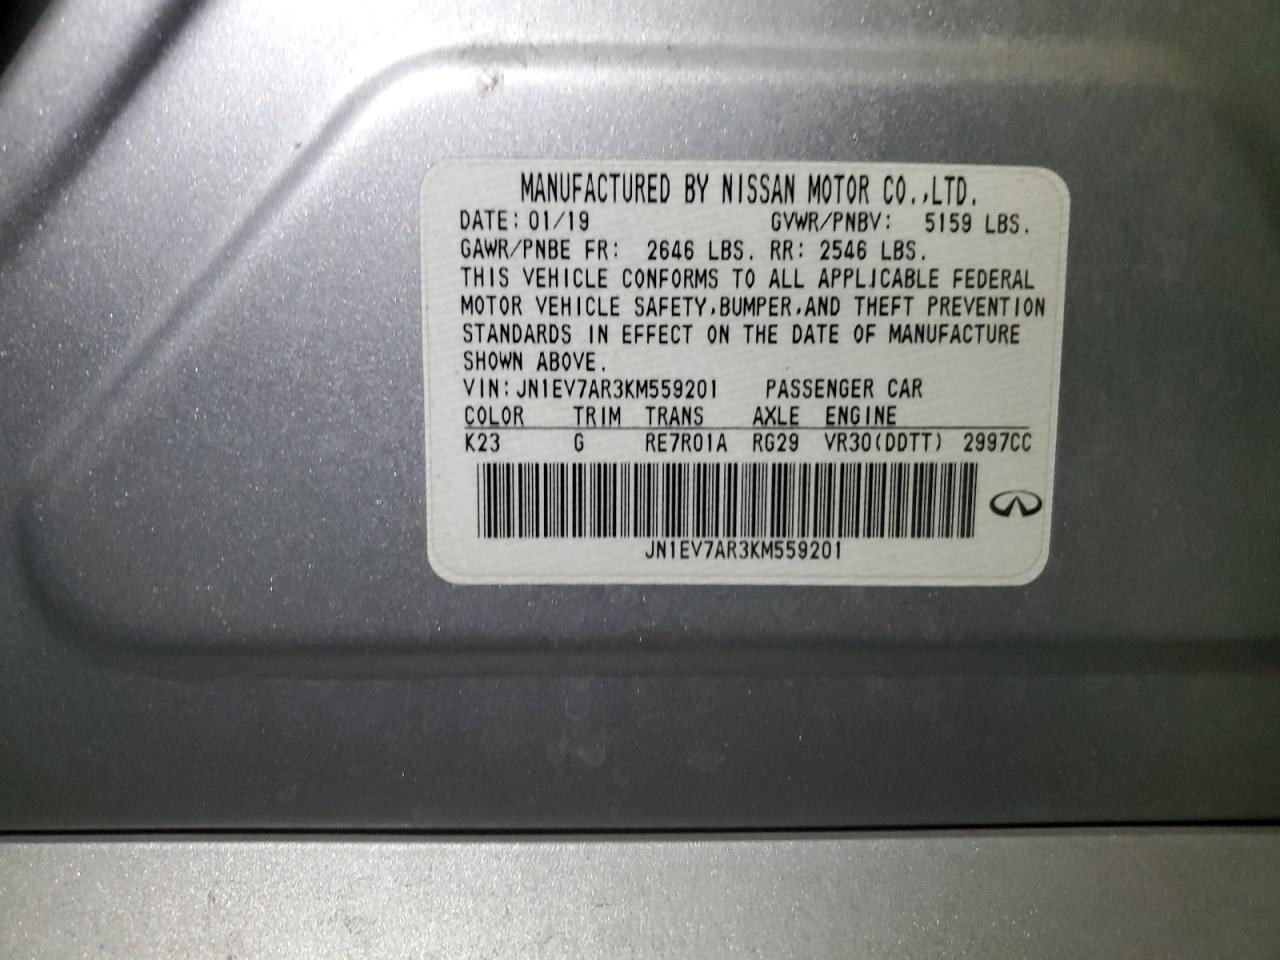 MANUFACTURED BY NISSAN MOTOR CO.,LTD.
DATE: 01/19 GVWR/PNBV: 5159 LBS.
GAWR/PNBE FR: 2646 LBS. RR: 2546 LBS.
THIS VEHICLE CONFORMS TO ALL APPLICABLE FEDERAL
MOTOR VEHICLE SAFETY,BUMPER,AND THEFT PREVENTION
STANDARDS IN EFFECT ON THE DATE OF MANUFACTURE
SHOWN ABOVE.
VIN: JN1EV7AR3KM559201 PASSENGER CAR
COLOR TRIM TRANS AXLE ENGINE
K23 G RE7R01A RG29 VR30(DDTT) 2997CC
JN1EV7AR3KM559201